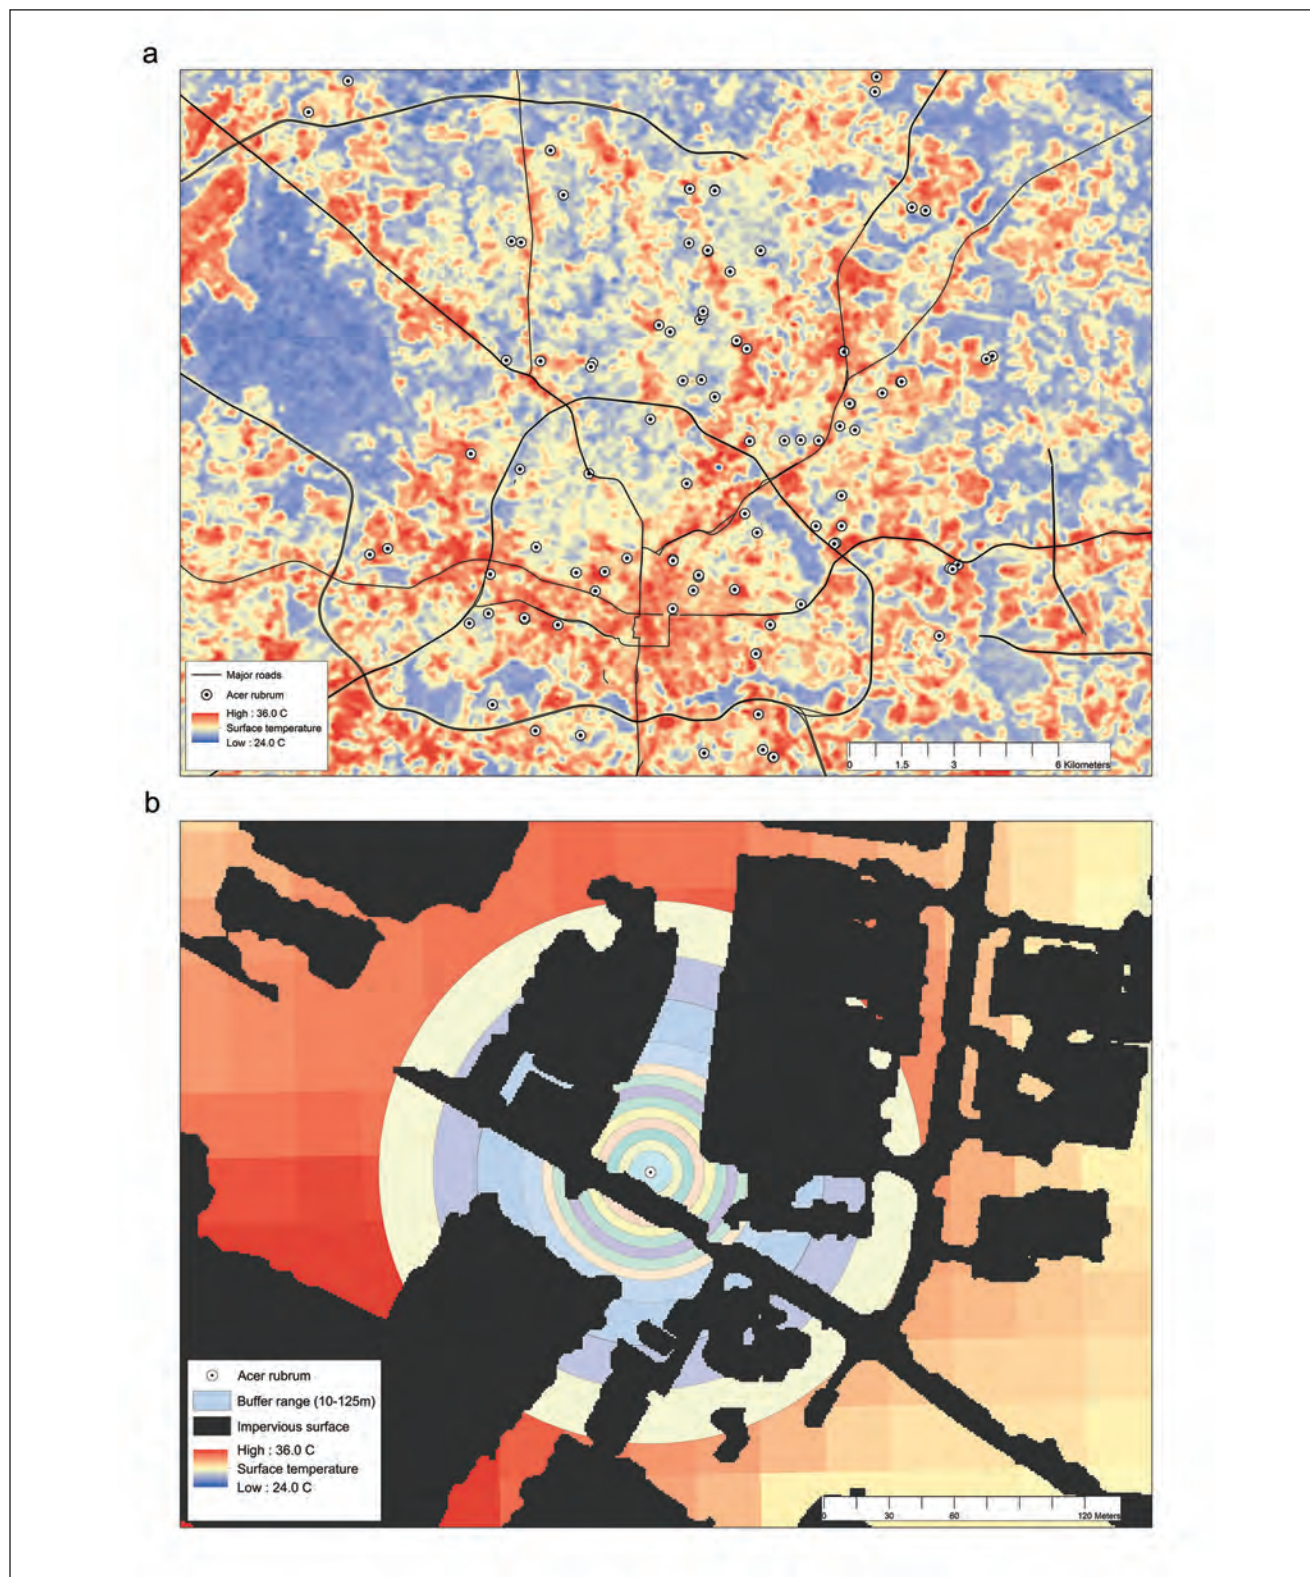 a
Major roads
Acer rubrum
High : 36.0 C
Surface temperature
Low : 24.0 C
0 1.5 3 6 Kilometers
b
Acer rubrum
Buffer range (10-125m)
Impervious surface
High : 36.0 C
Surface temperature
Low : 24.0 C
0 30 60 120 Meters